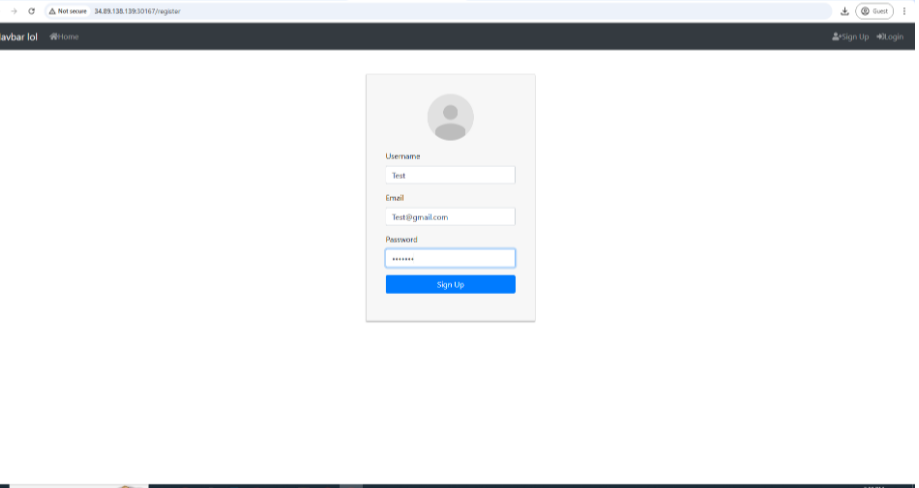 Not secure 34.89.138.139:30167/register Guest
avbar lol Home Sign Up Login
Username
Test
Email
Test@gmail.com
Password
•••••••
Sign Up